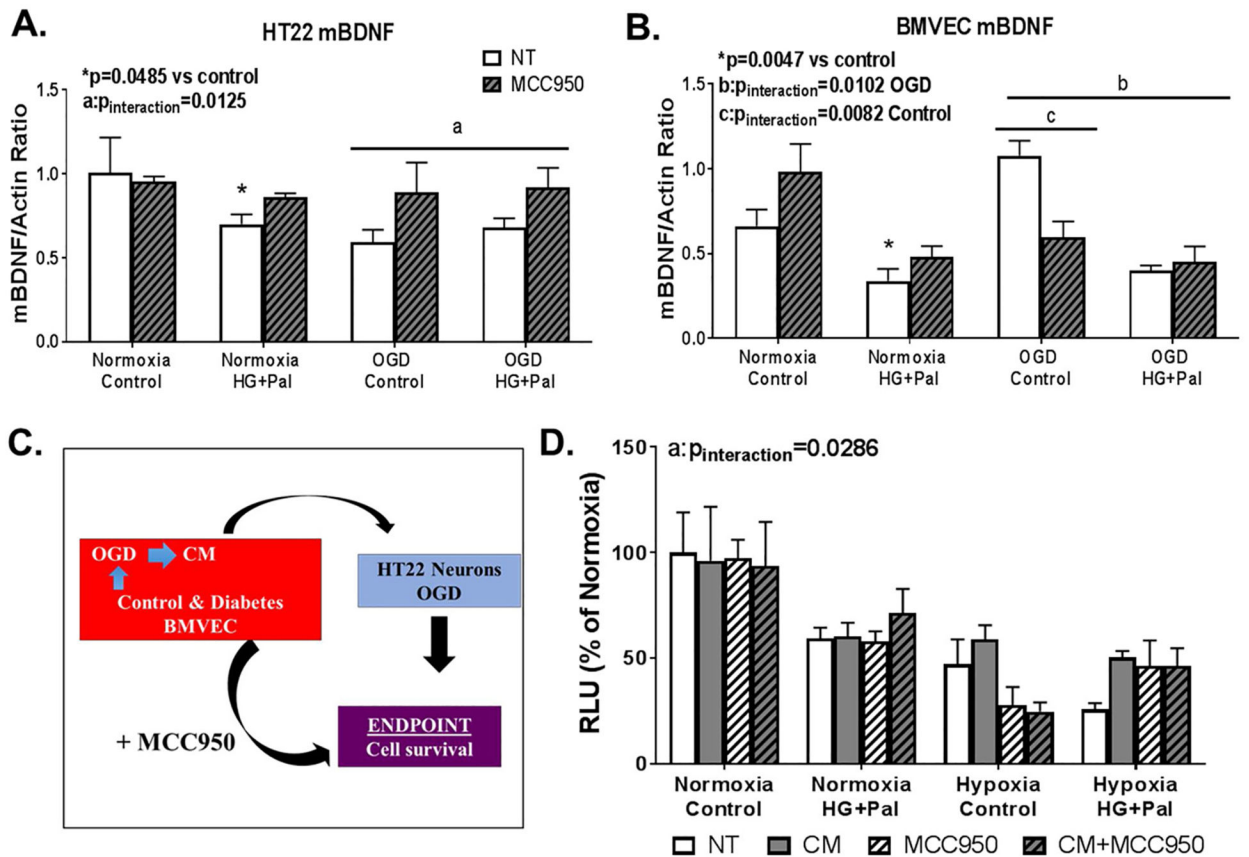 A.
HT22 mBDNF
*p=0.0485 vs control
a:pinteraction=0.0125
NT
MCC950
a
*
mBDNF/Actin Ratio
1.5
1.0
0.5
0.0
Normoxia
Control
Normoxia
HG+Pal
OGD
Control
OGD
HG+Pal
B.
BMVEC mBDNF
*p=0.0047 vs control
b:pinteraction=0.0102 OGD
c:pinteraction=0.0082 Control
b
c
*
mBDNF/Actin Ratio
1.5
1.0
0.5
0.0
Normoxia
Control
Normoxia
HG+Pal
OGD
Control
OGD
HG+Pal
C.
OGD CM
Control & Diabetes
BMVEC
HT22 Neurons
OGD
+ MCC950
ENDPOINT
Cell survival
D.
a:pinteraction=0.0286
RLU (% of Normoxia)
150
100
50
0
Normoxia
Control
Normoxia
HG+Pal
Hypoxia
Control
Hypoxia
HG+Pal
NT CM MCC950 CM+MCC950